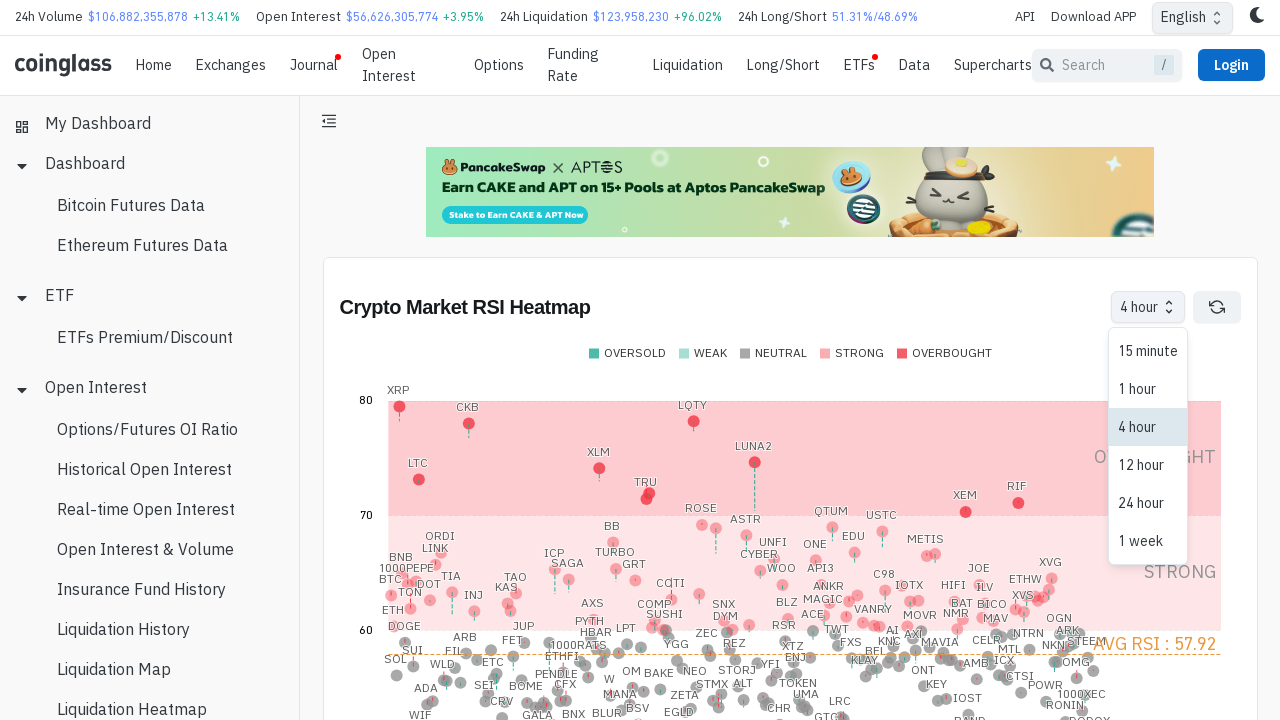 24h Volume $106,882,355,878 +13.41% Open Interest $56,626,305,774 +3.95% 24h Liquidation $123,958,230 +96.02% 24h Long/Short 51.31%/48.69% API Download APP English
coinglass Home Exchanges Journal Open Interest Options Funding Rate Liquidation Long/Short ETFs Data Supercharts Search / Login
My Dashboard
Dashboard
Bitcoin Futures Data
Ethereum Futures Data
ETF
ETFs Premium/Discount
Open Interest
Options/Futures OI Ratio
Historical Open Interest
Real-time Open Interest
Open Interest & Volume
Insurance Fund History
Liquidation History
Liquidation Map
Liquidation Heatmap
PancakeSwap X APTOS
Earn CAKE and APT on 15+ Pools at Aptos PancakeSwap
Stake to Earn CAKE & APT Now
Crypto Market RSI Heatmap
4 hour
15 minute
1 hour
4 hour
12 hour
24 hour
1 week
OVERSOLD WEAK NEUTRAL STRONG OVERBOUGHT
80
70
60
STRONG
AVG RSI : 57.92
XRP
CKB
LQTY
LUNA2
XLM
LTC
TRU
XEM
RIF
ROSE
ASTR
QTUM
USTC
ORDI
LINK
BB
TURBO
UNFI
CYBER
ONE
EDU
METIS
BNB
1000PEPE
BTC
DOT
TON
TIA
ICP
SAGA
GRT
WOO
API3
C98
JOE
XVG
ETH
INJ
KAS
TAO
COTI
BLZ
ANKR
MAGIC
IOTX
HIFI
ILV
ETHW
XVS
DOGE
JUP
AXS
PYTH
COMP
SUSHI
SNX
DYM
RSR
ACE
VANRY
MOVR
BAT
NMR
BICO
MAV
OGN
ARB
FET
HBAR
LPT
ZEC
REZ
TWT
AI
AXL
NTRN
ARK
SUI
SOL
FIL
WLD
ETC
1000RATS
ETHFI
YGG
XTZ
ENJ
FXS
KNC
MAVIA
CELR
MTL
NKN
STEEM
SEI
PENDLE
CFX
OM
BAKE
NEO
STORJ
YFI
KLAY
BEL
ONT
AMB
ICX
CTSI
OMG
ADA
CRV
BOME
W
MANA
ZETA
STMX
ALT
TOKEN
UMA
KEY
IOST
POWR
1000XEC
WIF
GALA
BNX
BLUR
BSV
EGLD
CHR
LRC
GTC
RONIN